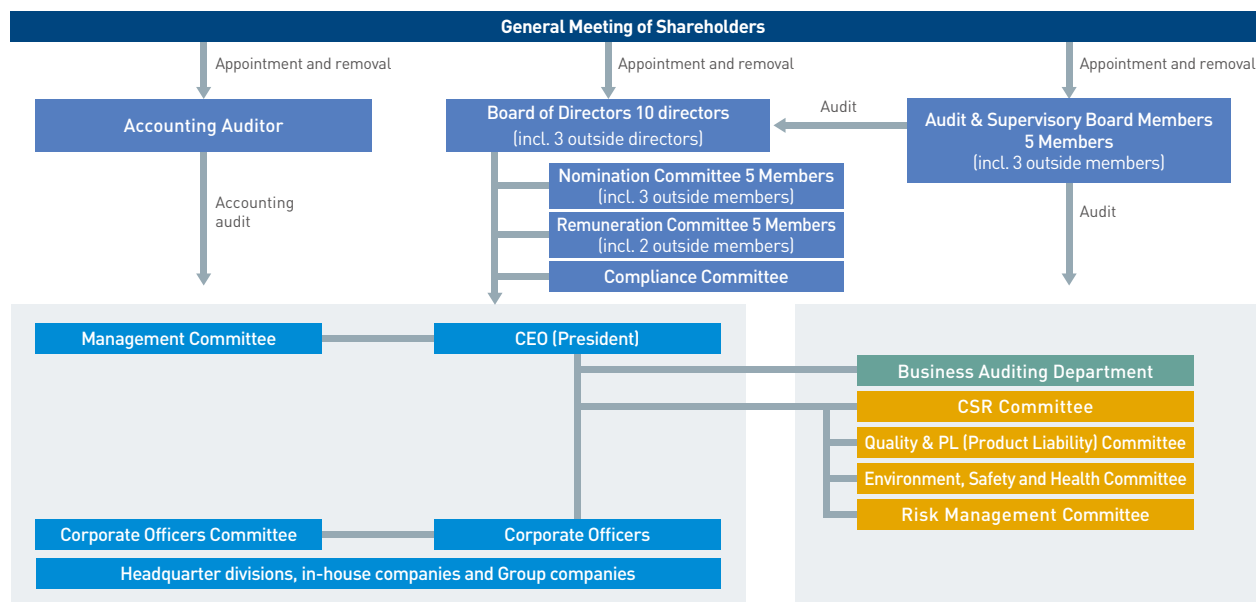 General Meeting of Shareholders
Appointment and removal
Appointment and removal
Appointment and removal
Accounting Auditor
Board of Directors 10 directors
(incl. 3 outside directors)
Audit
Audit & Supervisory Board Members
5 Members
(incl. 3 outside members)
Accounting
audit
Nomination Committee 5 Members
(incl. 3 outside members)
Remuneration Committee 5 Members
(incl. 2 outside members)
Compliance Committee
Audit
Management Committee
CEO (President)
Business Auditing Department
CSR Committee
Quality & PL (Product Liability) Committee
Environment, Safety and Health Committee
Risk Management Committee
Corporate Officers Committee
Corporate Officers
Headquarter divisions, in-house companies and Group companies